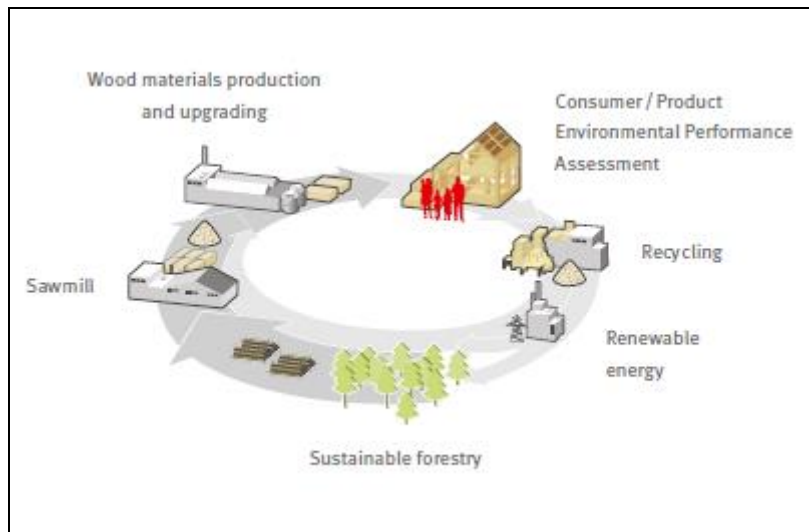 Wood materials production
and upgrading
Consumer / Product
Environmental Performance
Assessment
Recycling
Sawmill
Renewable
energy
Sustainable forestry